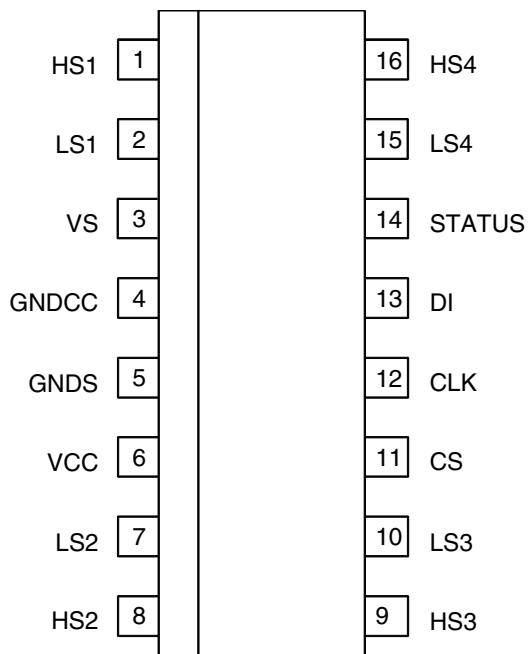 HS1 1 16 HS4
LS1 2 15 LS4
VS 3 14 STATUS
GNDCC 4 13 DI
GNDS 5 12 CLK
VCC 6 11 CS
LS2 7 10 LS3
HS2 8 9 HS3